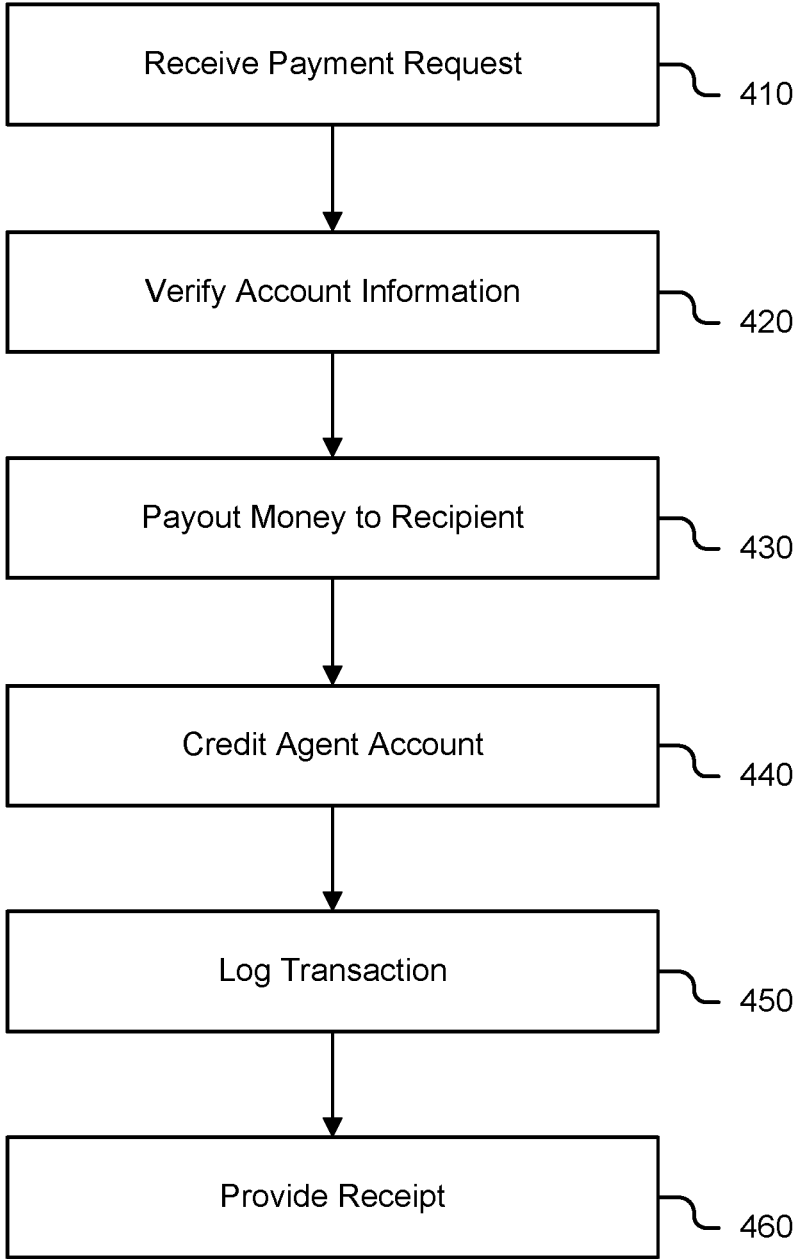 Receive Payment Request
410
Verify Account Information
420
Payout Money to Recipient
430
Credit Agent Account
440
Log Transaction
450
Provide Receipt
460